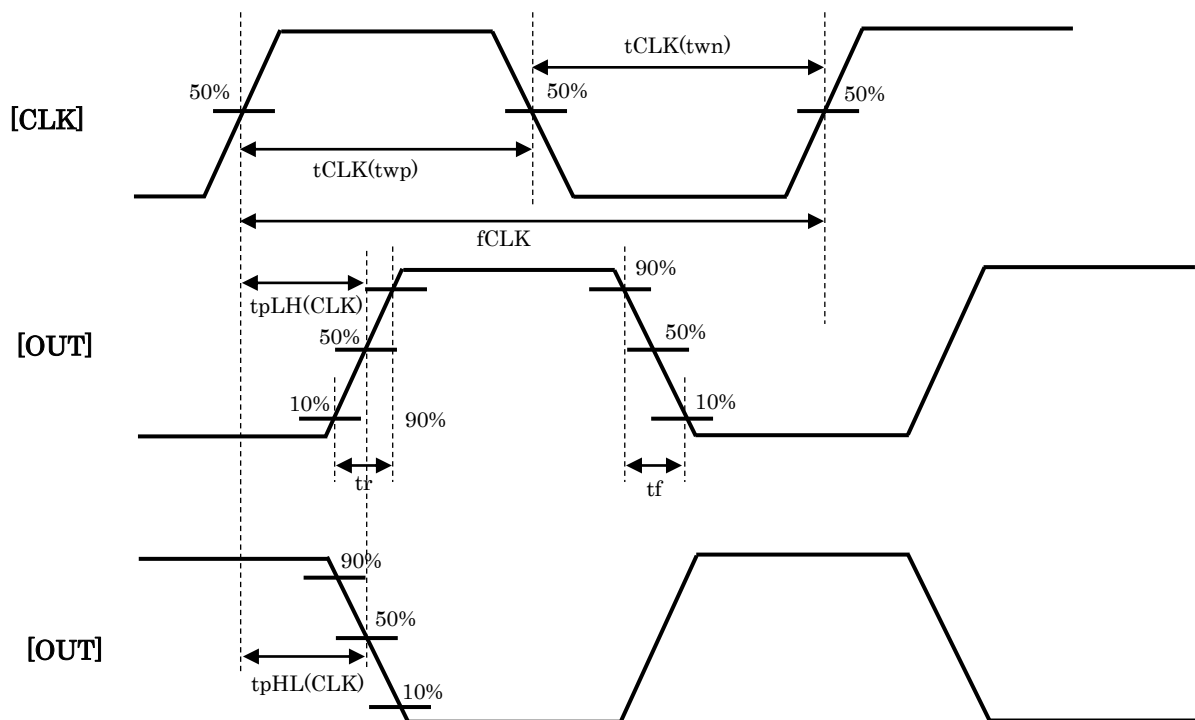 tCLK(twn)
50%
50%
50%
[CLK]
tCLK(twp)
fCLK
90%
tpLH(CLK)
50%
50%
[OUT]
10%
10%
90%
tr
tf
90%
50%
[OUT]
tpHL(CLK)
10%